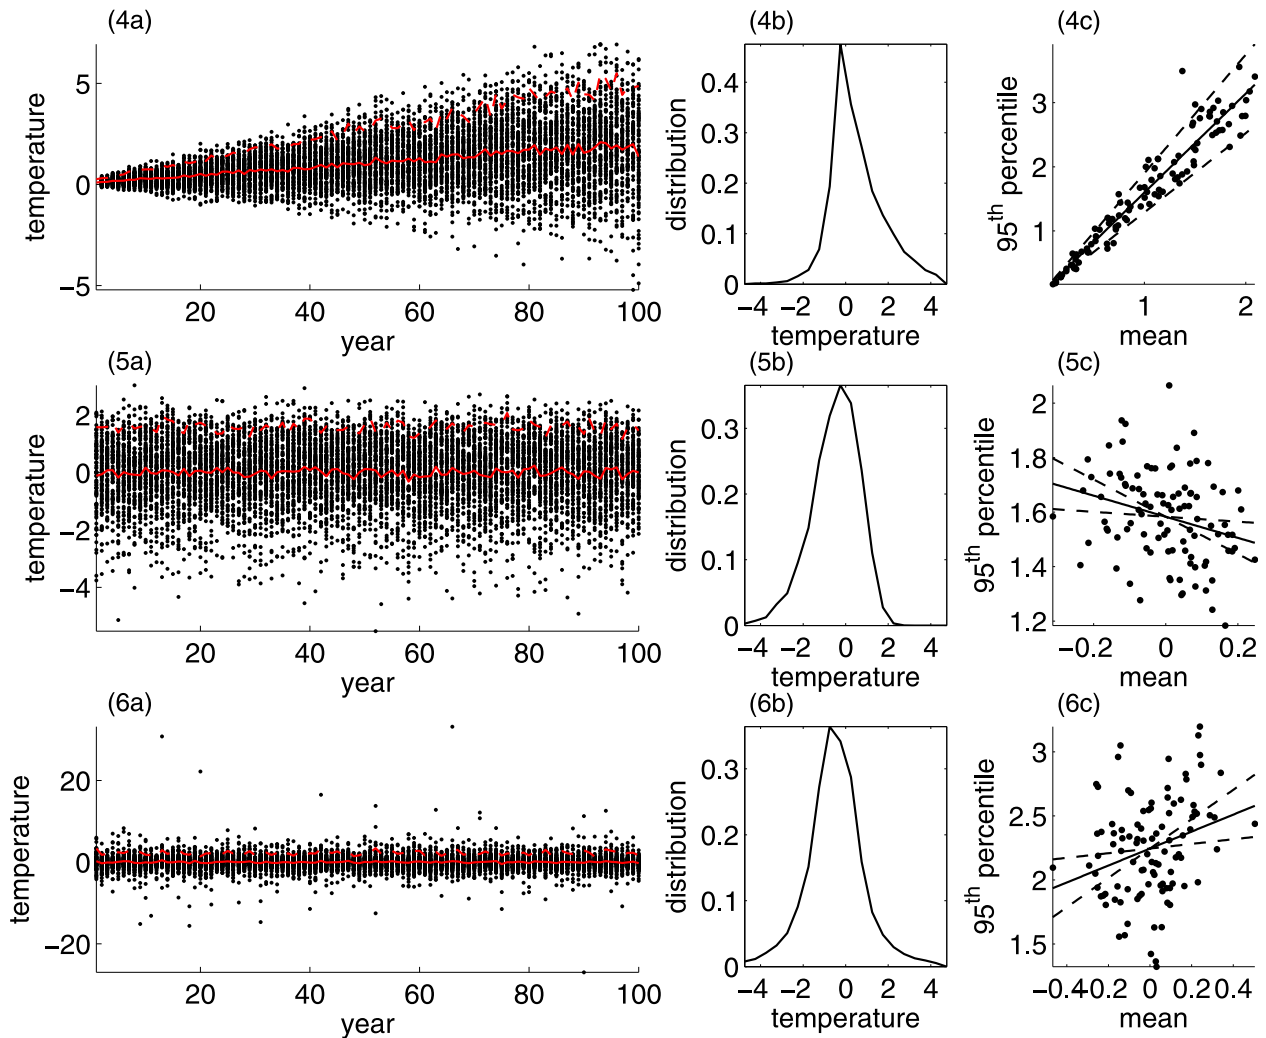 (4a)
temperature
5
0
−5
20
40
60
80
100
year
(4b)
distribution
0.4
0.3
0.2
0.1
0
−4
−2
0
2
4
temperature
(4c)
95th percentile
3
2
1
1
2
mean
(5a)
temperature
2
0
−2
−4
20
40
60
80
100
year
(5b)
distribution
0.3
0.2
0.1
0
−4
−2
0
2
4
temperature
(5c)
95th percentile
2
1.8
1.6
1.4
1.2
−0.2
0
0.2
mean
(6a)
temperature
20
0
−20
20
40
60
80
100
year
(6b)
distribution
0.3
0.2
0.1
0
−4
−2
0
2
4
temperature
(6c)
95th percentile
3
2.5
2
1.5
−0.4
−0.2
0
0.2
0.4
mean